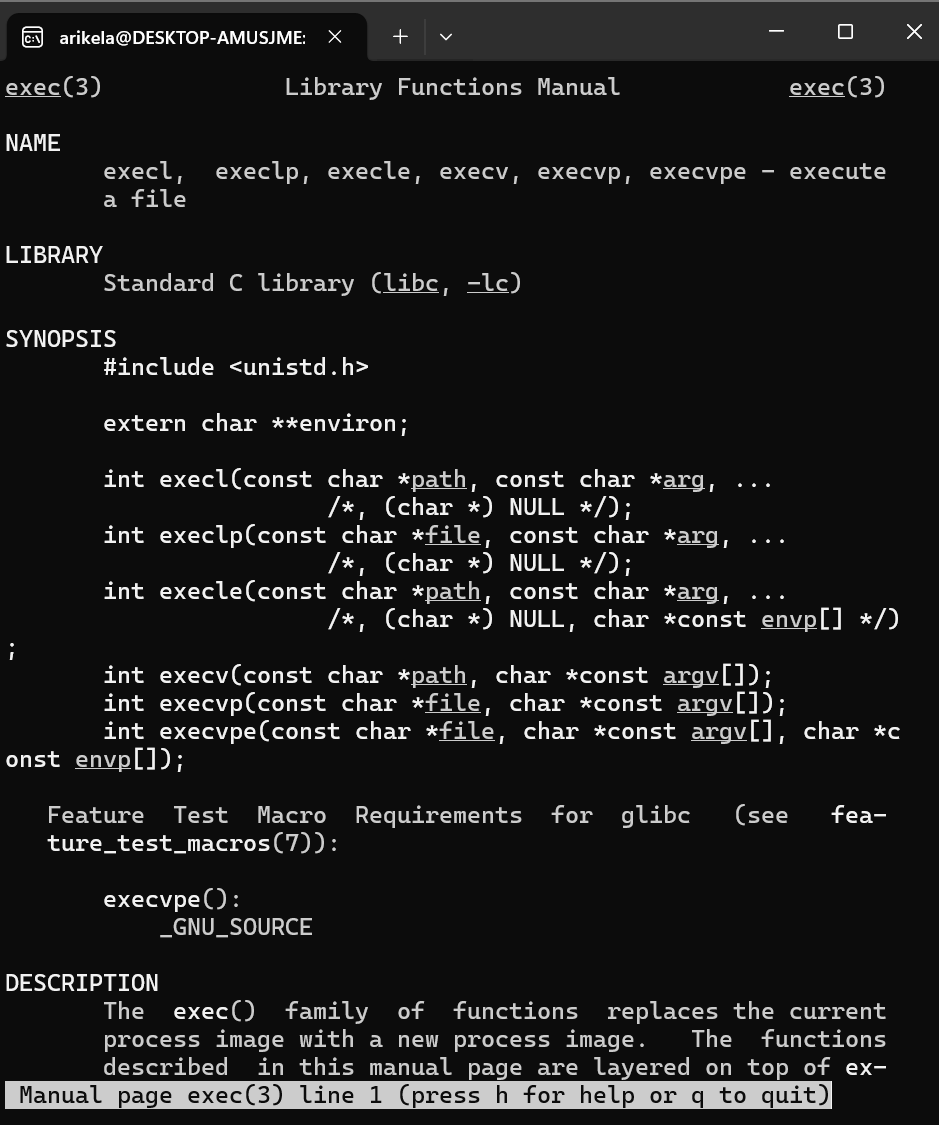 arikela@DESKTOP-AMUSJME:
exec(3) Library Functions Manual exec(3)
NAME
execl, execlp, execle, execv, execvp, execvpe - execute
a file
LIBRARY
Standard C library (libc, -lc)
SYNOPSIS
#include <unistd.h>
extern char **environ;
int execl(const char *path, const char *arg, ...
/*, (char *) NULL */);
int execlp(const char *file, const char *arg, ...
/*, (char *) NULL */);
int execle(const char *path, const char *arg, ...
/*, (char *) NULL, char *const envp[] */)
;
int execv(const char *path, char *const argv[]);
int execvp(const char *file, char *const argv[]);
int execvpe(const char *file, char *const argv[], char *c
onst envp[]);
Feature Test Macro Requirements for glibc (see fea-
ture_test_macros(7)):
execvpe():
_GNU_SOURCE
DESCRIPTION
The exec() family of functions replaces the current
process image with a new process image. The functions
described in this manual page are layered on top of ex-
Manual page exec(3) line 1 (press h for help or q to quit)